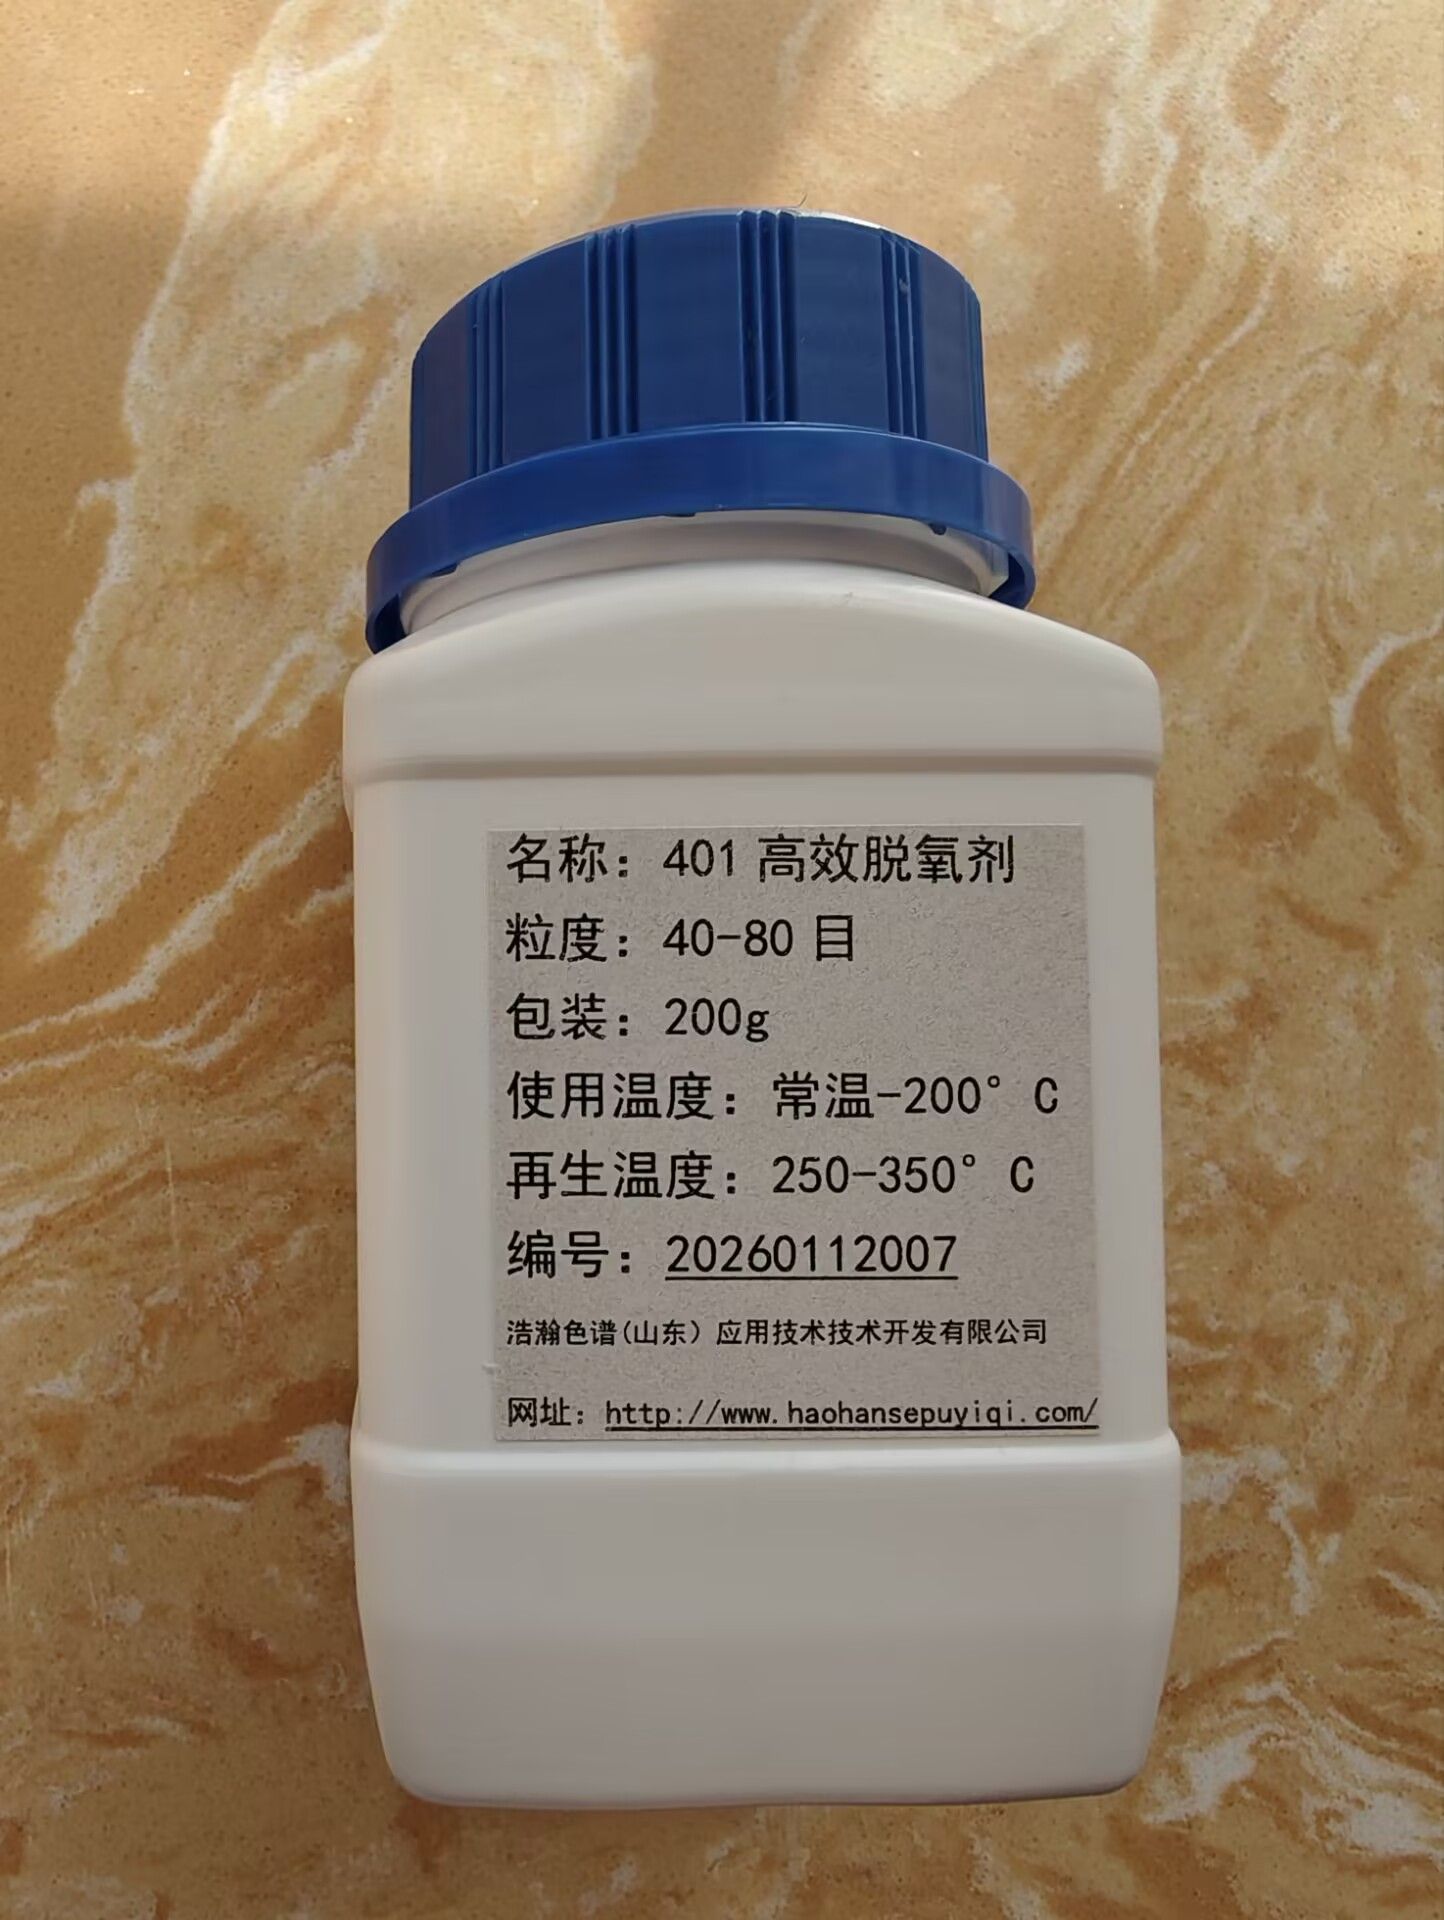 名称：401 高效脱氧剂
粒度：40-80 目
包装：200g
使用温度：常温-200°C
再生温度：250-350°C
编号：20260112007
浩瀚色谱(山东）应用技术技术开发有限公司
网址：http://www.haohansepuyiqi.com/